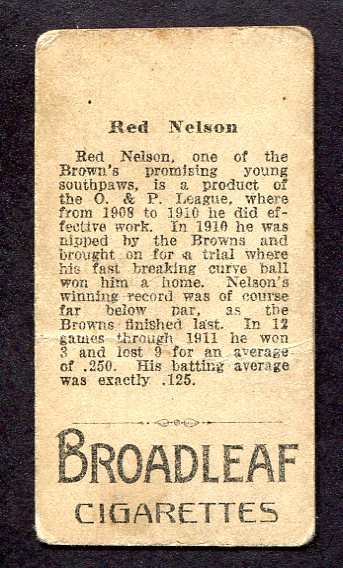 Red Nelson
Red Nelson, one of the
Brown's promising young
southpaws, is a product of
the O. & P. League, where
from 1908 to 1910 he did ef-
fective work. In 1910 he was
nipped by the Browns and
brought on for a trial where
his fast breaking curve ball
won him a home. Nelson's
winning record was of course
far below par, as the
Browns finished last. In 12
games through 1911 he won
3 and lost 9 for an average
of .250. His batting average
was exactly .125.
BROADLEAF
CIGARETTES